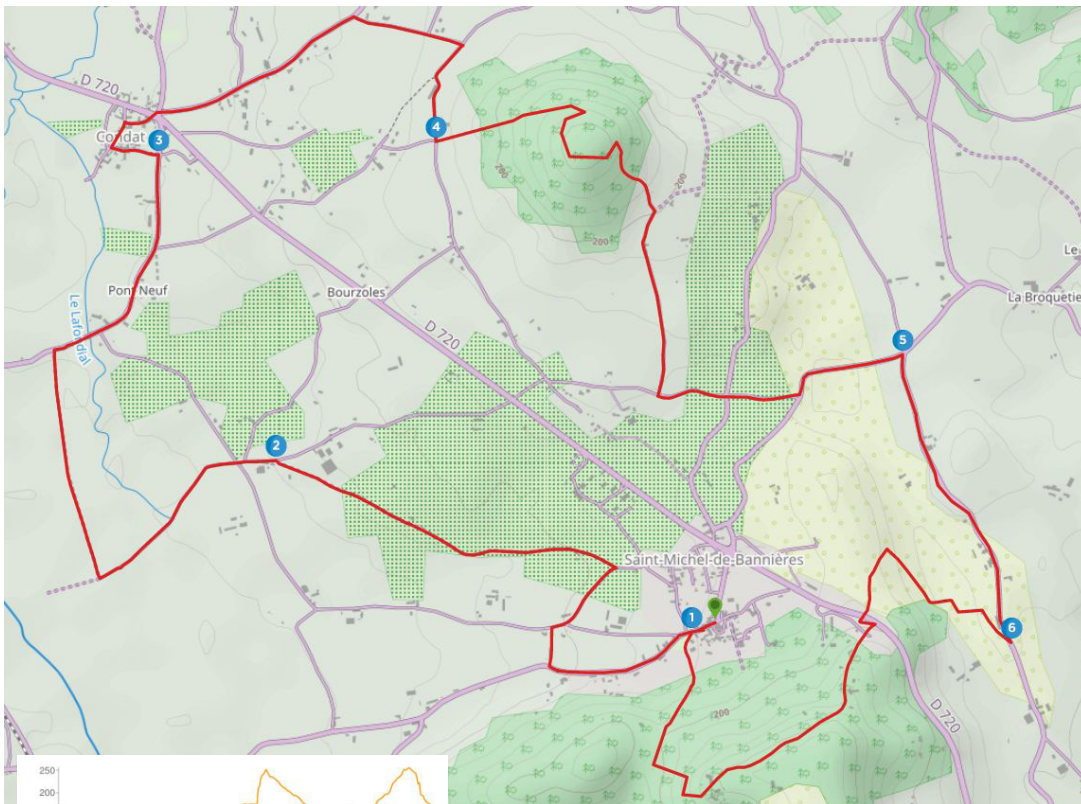 D 720
Condat
3
4
200
200
200
Pont Neuf
Le Lafondial
Bourzoles
D 720
Le
La Broquetie
5
2
Saint-Michel-de-Bannières
1
6
200
D 720
250
200